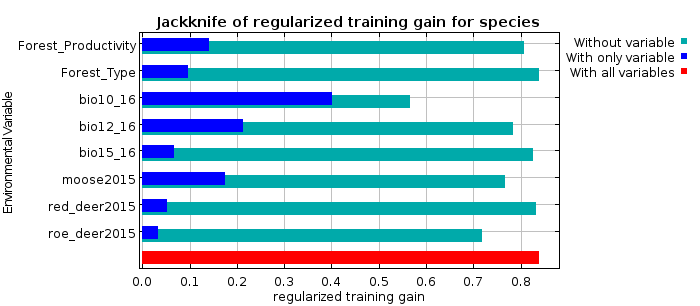 Jackknife of regularized training gain for species
Without variable
With only variable
With all variables
Environmental Variable
Forest_Productivity
Forest_Type
bio10_16
bio12_16
bio15_16
moose2015
red_deer2015
roe_deer2015
0.0 0.1 0.2 0.3 0.4 0.5 0.6 0.7 0.8
regularized training gain